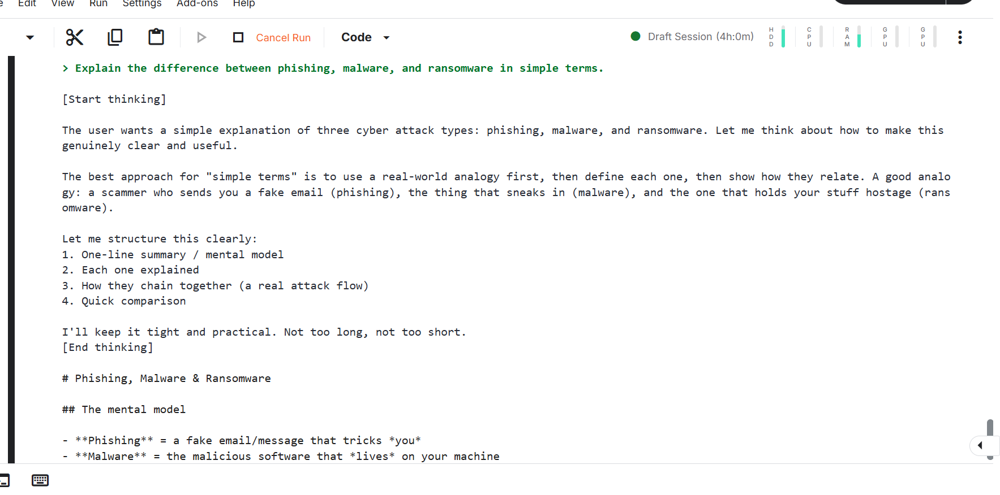 Edit View Run Settings Add-ons Help
Cancel Run Code Draft Session (4h:0m) HDD CPU RAM GPU GPU
> Explain the difference between phishing, malware, and ransomware in simple terms.
[Start thinking]
The user wants a simple explanation of three cyber attack types: phishing, malware, and ransomware. Let me think about how to make this
genuinely clear and useful.
The best approach for "simple terms" is to use a real-world analogy first, then define each one, then show how they relate. A good analo
gy: a scammer who sends you a fake email (phishing), the thing that sneaks in (malware), and the one that holds your stuff hostage (rans
omware).
Let me structure this clearly:
1. One-line summary / mental model
2. Each one explained
3. How they chain together (a real attack flow)
4. Quick comparison
I'll keep it tight and practical. Not too long, not too short.
[End thinking]
# Phishing, Malware & Ransomware
## The mental model
- **Phishing** = a fake email/message that tricks *you*
- **Malware** = the malicious software that *lives* on your machine